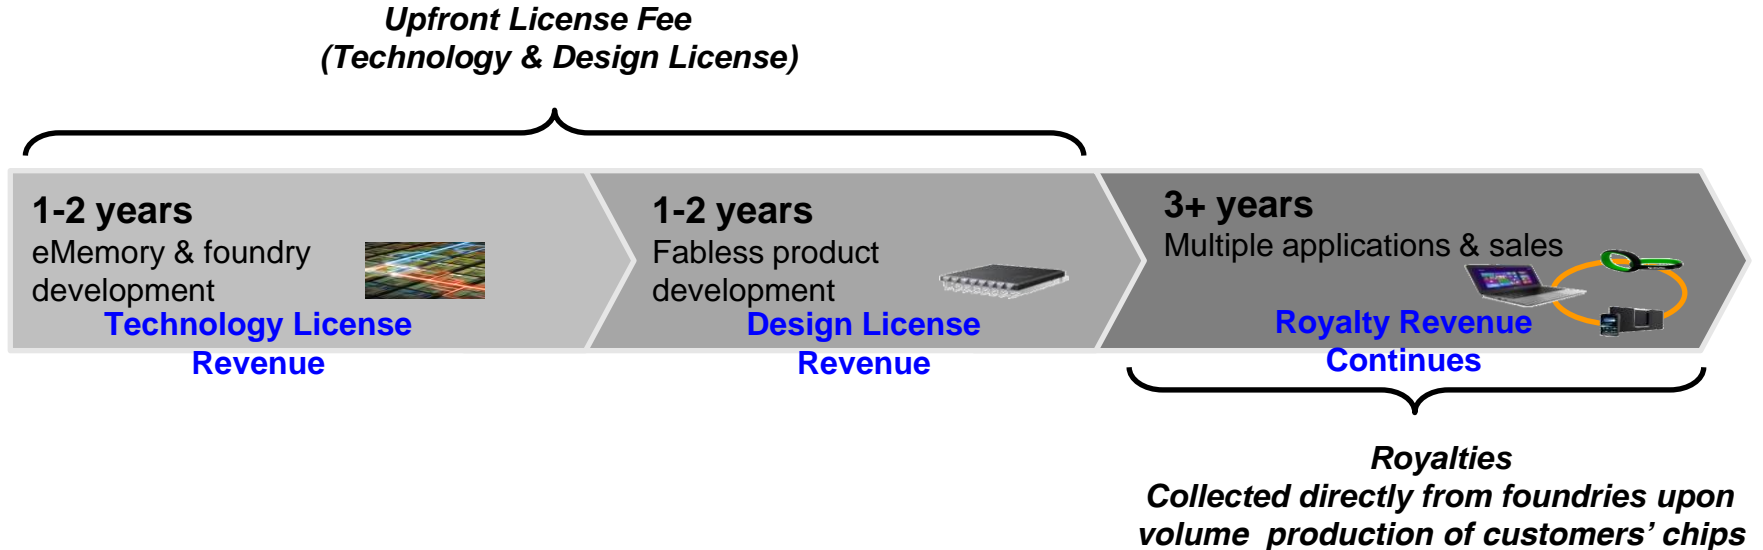 Upfront License Fee
(Technology & Design License)
1-2 years
eMemory & foundry
development
Technology License
Revenue
1-2 years
Fabless product
development
Design License
Revenue
3+ years
Multiple applications & sales
Royalty Revenue
Continues
Royalties
Collected directly from foundries upon
volume production of customers’ chips